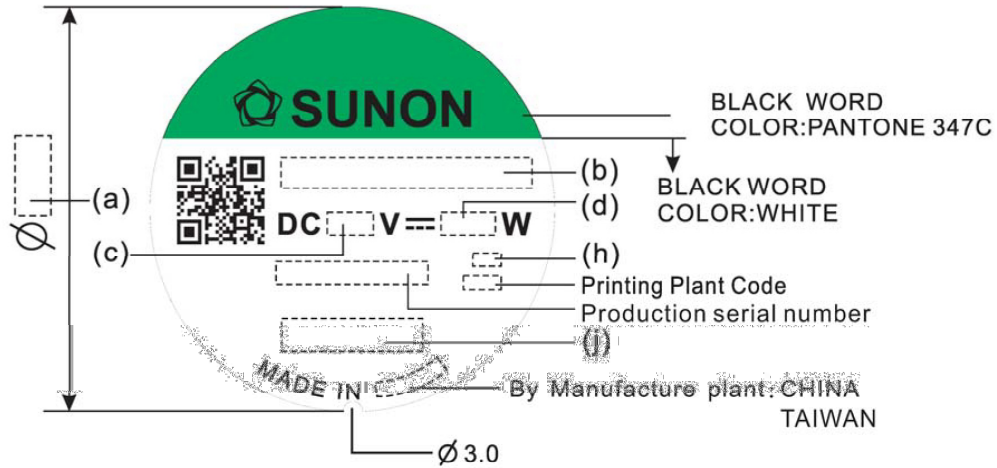 SUNON
BLACK WORD
COLOR:PANTONE 347C
BLACK WORD
COLOR:WHITE
(a)
(b)
DC V W
(d)
(c)
(h)
Printing Plant Code
Production serial number
(j)
MADE IN
By Manufacture plant: CHINA
TAIWAN
Ø
Ø 3.0